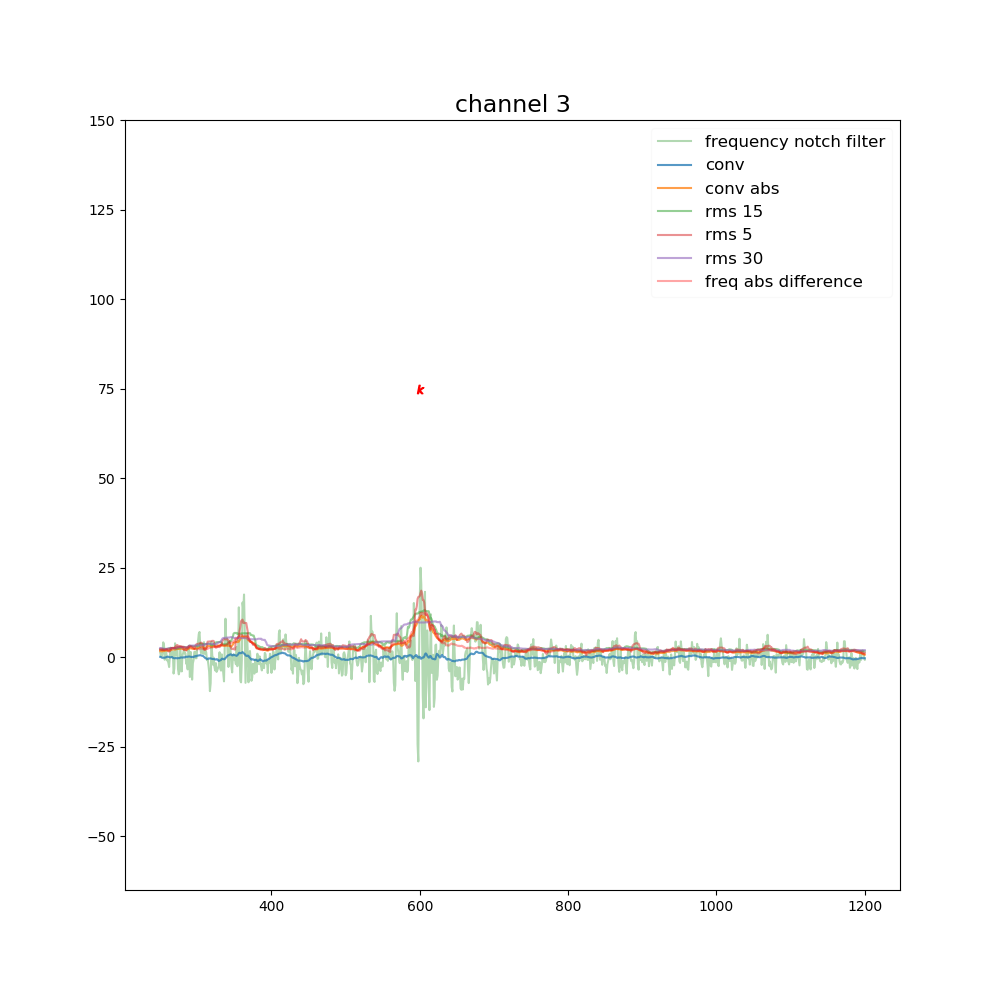 channel 3
150
125
100
75
50
25
0
−25
−50
frequency notch filter
conv
conv abs
rms 15
rms 5
rms 30
freq abs difference
k
400 600 800 1000 1200